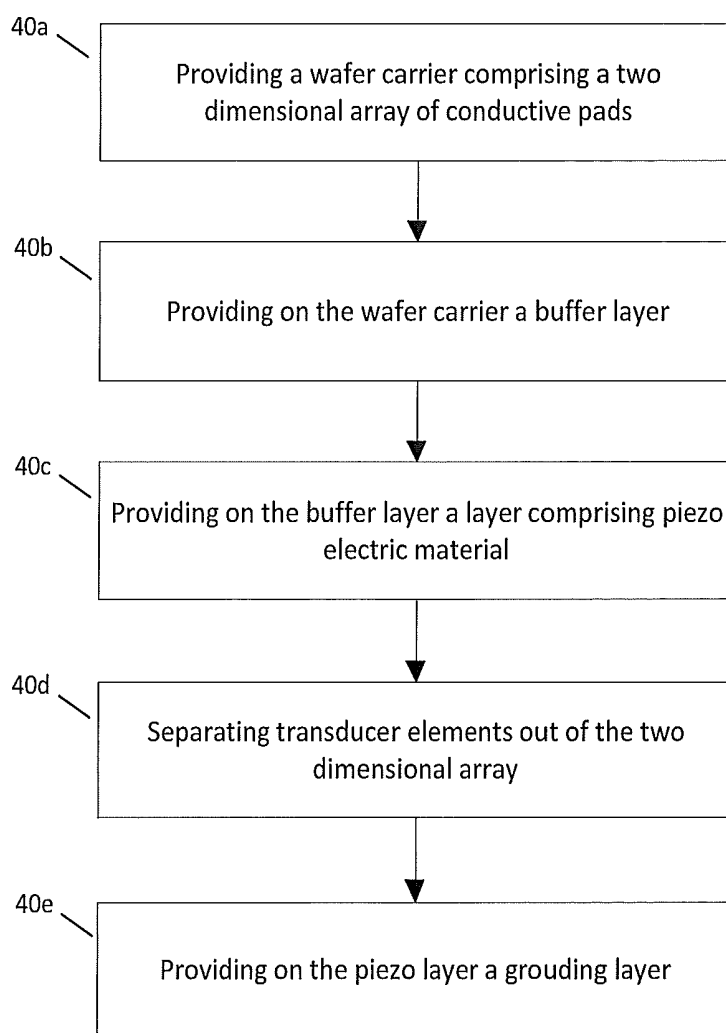 40a
Providing a wafer carrier comprising a two
dimensional array of conductive pads
40b
Providing on the wafer carrier a buffer layer
40c
Providing on the buffer layer a layer comprising piezo
electric material
40d
Separating transducer elements out of the two
dimensional array
40e
Providing on the piezo layer a grouding layer